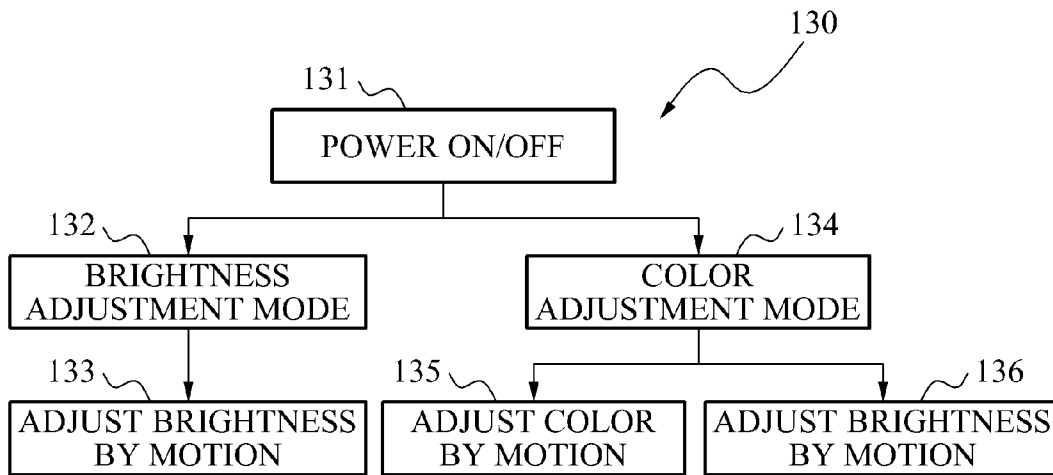 130
131
POWER ON/OFF
132
134
BRIGHTNESS
ADJUSTMENT MODE
COLOR
ADJUSTMENT MODE
133
135
136
ADJUST BRIGHTNESS
BY MOTION
ADJUST COLOR
BY MOTION
ADJUST BRIGHTNESS
BY MOTION